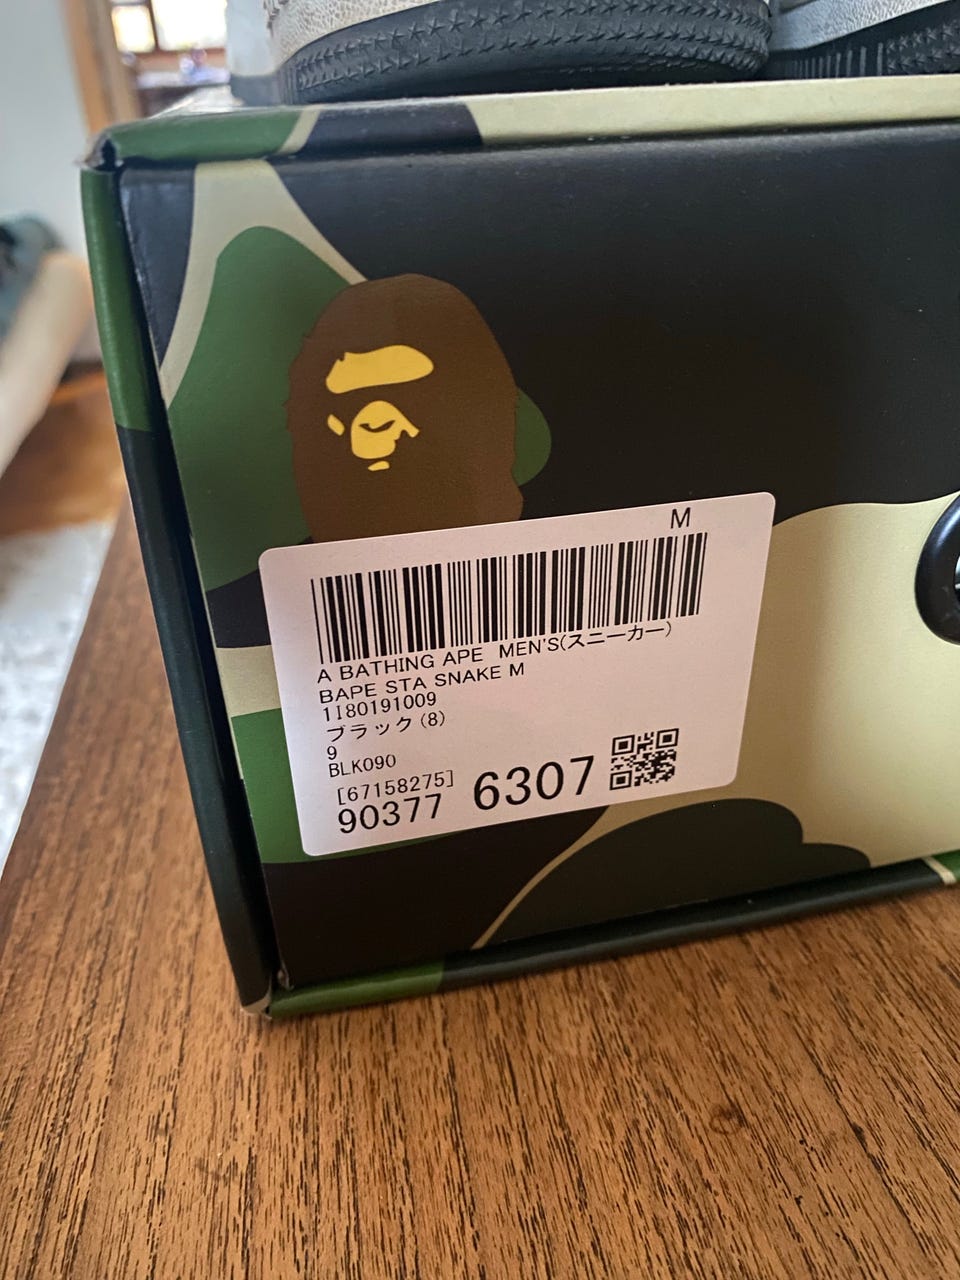 M
A BATHING APE MEN'S(スニーカー)
BAPE STA SNAKE M
1I80191009
ブラック(8)
9
BLK090
[67158275]
90377 6307